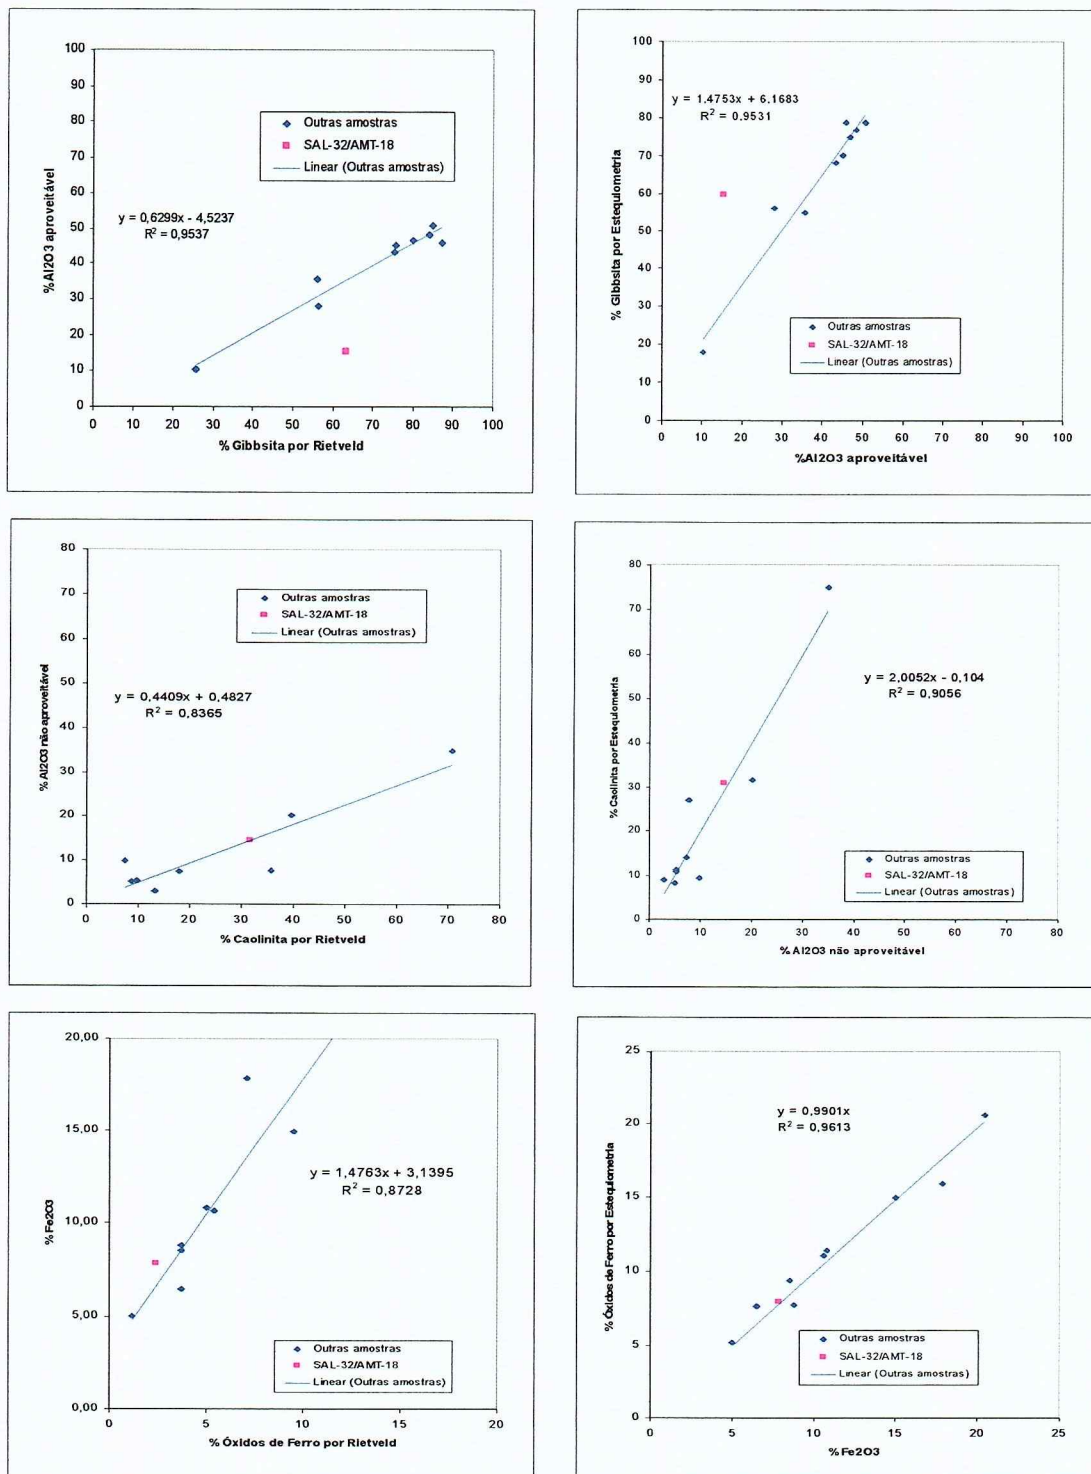 100
90
80
70
60
50
40
30
20
10
0
%Al2O3 aproveitável
Outras amostras
SAL-32/AMT-18
Linear (Outras amostras)
y = 0,6299x - 4,5237
R² = 0,9537
0 10 20 30 40 50 60 70 80 90 100
% Gibbsita por Rietveld
100
90
80
70
60
50
40
30
20
10
0
% Gibbsita por Estequiometria
y = 1,4753x + 6,1683
R² = 0,9531
Outras amostras
SAL-32/AMT-18
Linear (Outras amostras)
0 10 20 30 40 50 60 70 80 90 100
%Al2O3 aproveitável
80
70
60
50
40
30
20
10
0
% Al2O3 não aproveitável
Outras amostras
SAL-32/AMT-18
Linear (Outras amostras)
y = 0,4409x + 0,4827
R² = 0,8365
0 10 20 30 40 50 60 70 80
% Caolinita por Rietveld
80
70
60
50
40
30
20
10
0
% Caolinita por Estequiometria
y = 2,0052x - 0,104
R² = 0,9056
Outras amostras
SAL-32/AMT-18
Linear (Outras amostras)
0 10 20 30 40 50 60 70 80
% Al2O3 não aproveitável
20,00
15,00
10,00
5,00
0,00
% Fe2O3
y = 1,4763x + 3,1395
R² = 0,8728
Outras amostras
SAL-32/AMT-18
Linear (Outras amostras)
0 5 10 15 20
% Óxidos de Ferro por Rietveld
25
20
15
10
5
0
% Óxidos de Ferro por Estequiometria
y = 0,9901x
R² = 0,9613
Outras amostras
SAL-32/AMT-18
Linear (Outras amostras)
0 5 10 15 20 25
% Fe2O3